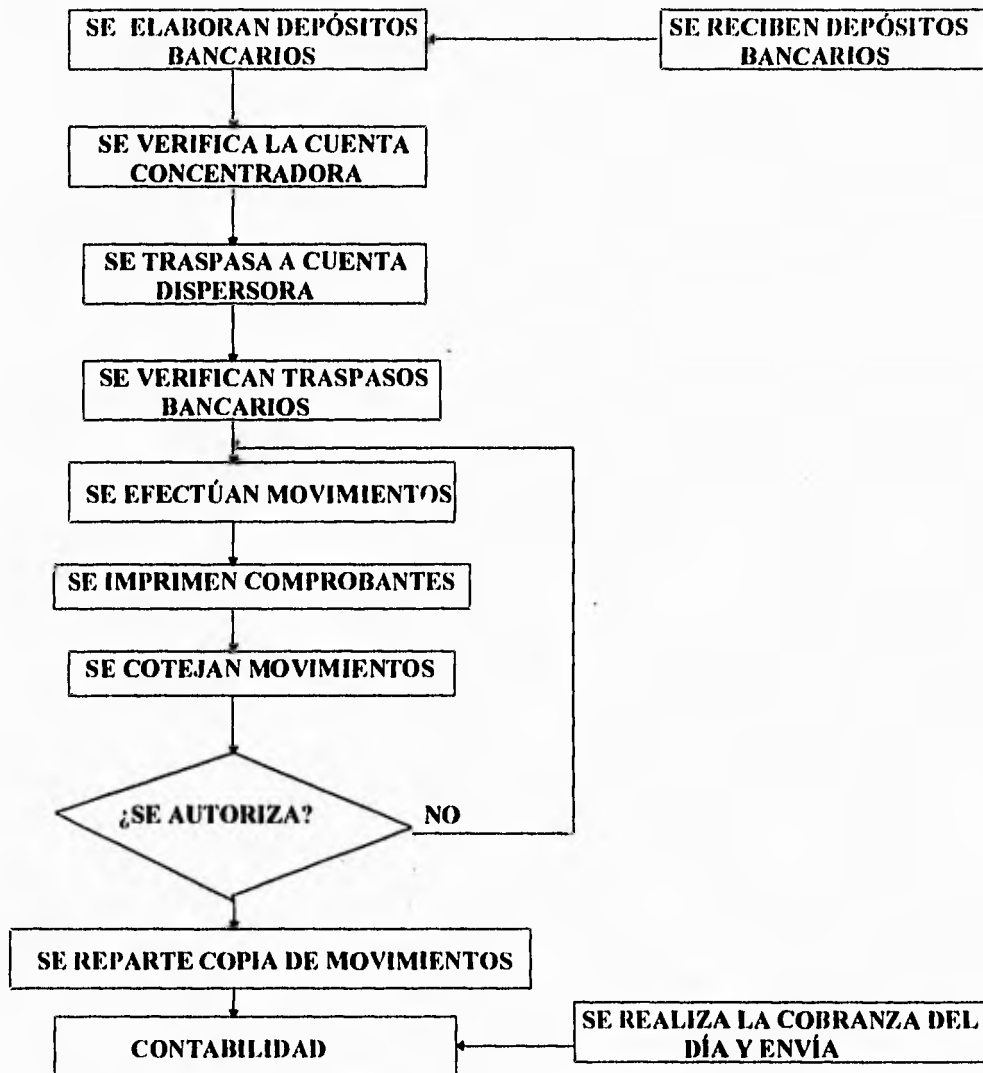 SE ELABORAN DEPÓSITOS
BANCARIOS
SE RECIBEN DEPÓSITOS
BANCARIOS
SE VERIFICA LA CUENTA
CONCENTRADORA
SE TRASPASA A CUENTA
DISPERSORA
SE VERIFICAN TRASPASOS
BANCARIOS
SE EFECTÚAN MOVIMIENTOS
SE IMPRIMEN COMPROBANTES
SE COTEJAN MOVIMIENTOS
¿SE AUTORIZA?
NO
SE REPARTE COPIA DE MOVIMIENTOS
CONTABILIDAD
SE REALIZA LA COBRANZA DEL
DÍA Y ENVÍA